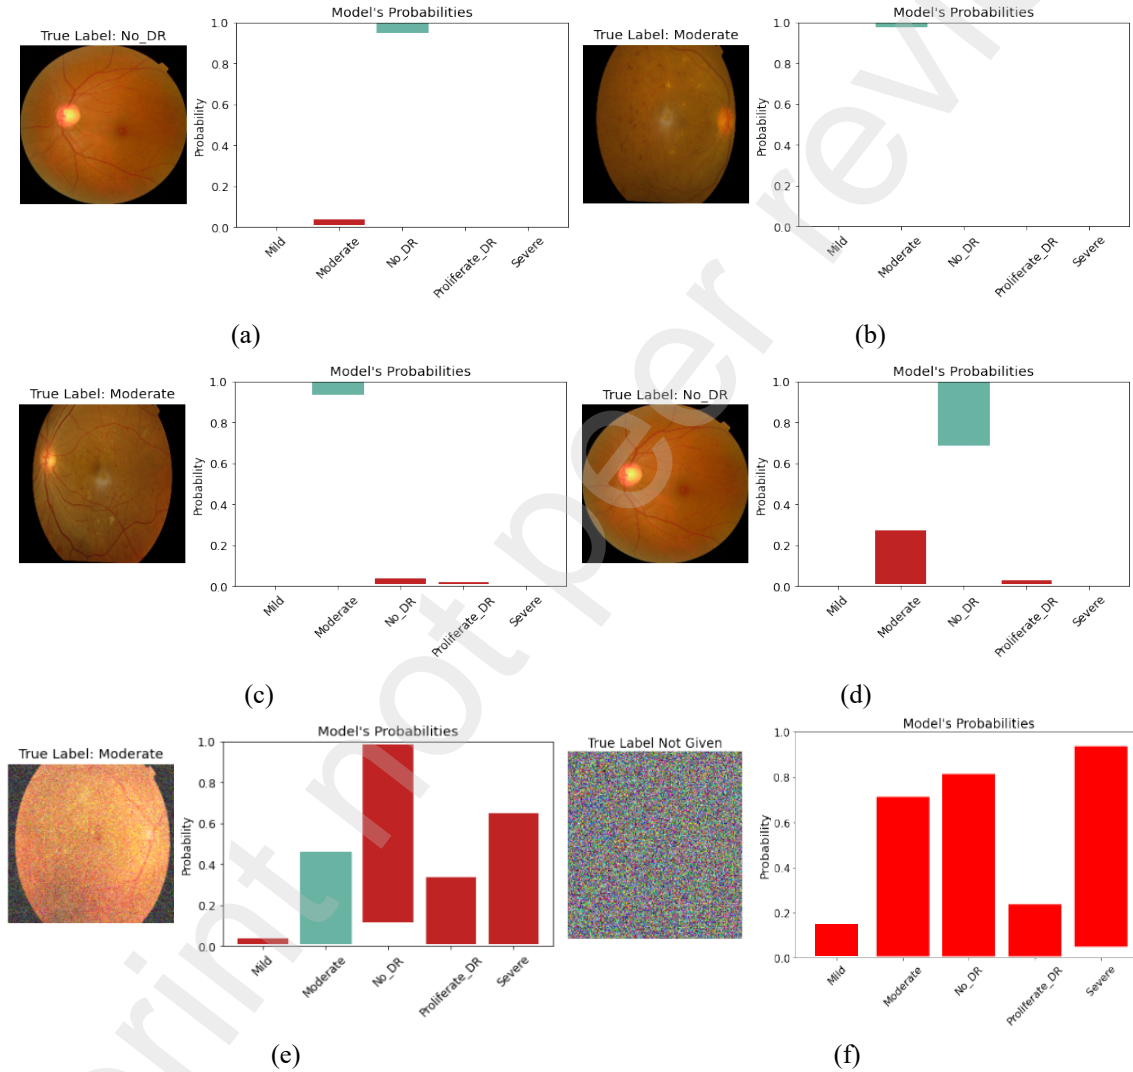 Model's Probabilities
True Label: No_DR
Probability
1.0
0.8
0.6
0.4
0.2
0.0
Mild
Moderate
No_DR
Proliferate_DR
Severe
(a)
Model's Probabilities
True Label: Moderate
Probability
1.0
0.8
0.6
0.4
0.2
0.0
Mild
Moderate
No_DR
Proliferate_DR
Severe
(b)
Model's Probabilities
True Label: Moderate
Probability
1.0
0.8
0.6
0.4
0.2
0.0
Mild
Moderate
No_DR
Proliferate_DR
Severe
(c)
Model's Probabilities
True Label: No_DR
Probability
1.0
0.8
0.6
0.4
0.2
0.0
Mild
Moderate
No_DR
Proliferate_DR
Severe
(d)
Model's Probabilities
True Label: Moderate
Probability
1.0
0.8
0.6
0.4
0.2
0.0
Mild
Moderate
No_DR
Proliferate_DR
Severe
(e)
Model's Probabilities
True Label Not Given
Probability
1.0
0.8
0.6
0.4
0.2
0.0
Mild
Moderate
No_DR
Proliferate_DR
Severe
(f)
rint not peer revi